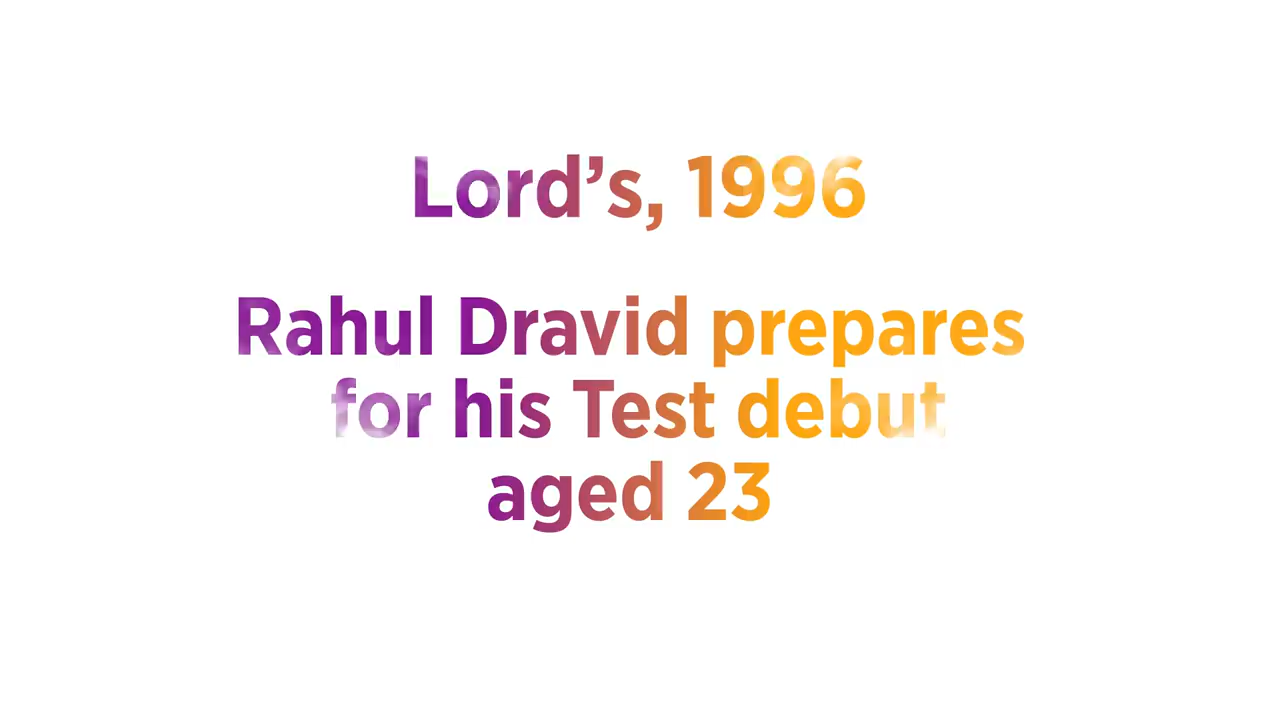 Lord’s, 1996
Rahul Dravid prepares
for his Test debut
aged 23